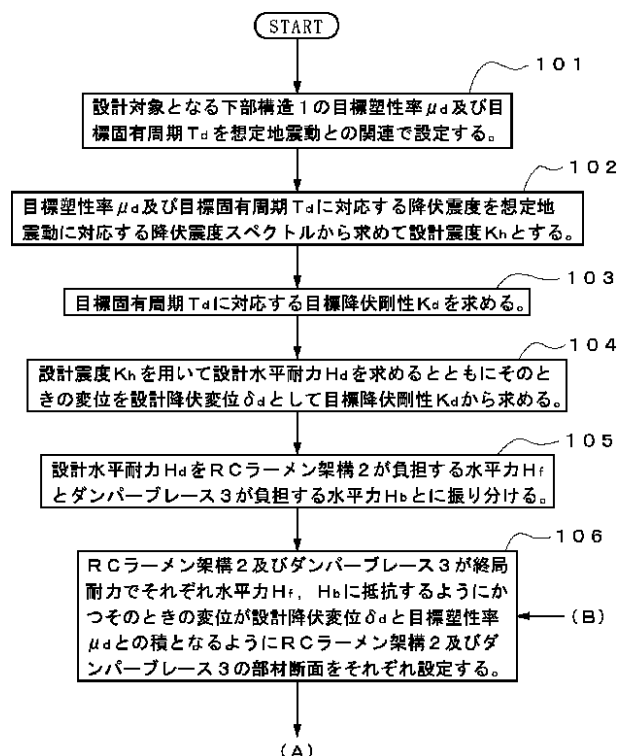 START
101
設計対象となる下部構造1の目標塑性率μd及び目
標固有周期Tdを想定地震動との関連で設定する。
102
目標塑性率μd及び目標固有周期Tdに対応する降伏震度を想定地
震動に対応する降伏震度スペクトルから求めて設計震度Khとする。
103
目標固有周期Tdに対応する目標降伏剛性Kdを求める。
104
設計震度Khを用いて設計水平耐力Hdを求めるとともにそのと
きの変位を設計降伏変位δdとして目標降伏剛性Kdから求める。
105
設計水平耐力HdをRCラーメン架構2が負担する水平力Hf
とダンパーブレース3が負担する水平力Hbとに振り分ける。
106
RCラーメン架構2及びダンパーブレース3が終局
耐力でそれぞれ水平力Hf,Hbに抵抗するようにか
つそのときの変位が設計降伏変位δdと目標塑性率
μdとの積となるようにRCラーメン架構2及びダ
ンパーブレース3の部材断面をそれぞれ設定する。
(B)
(A)